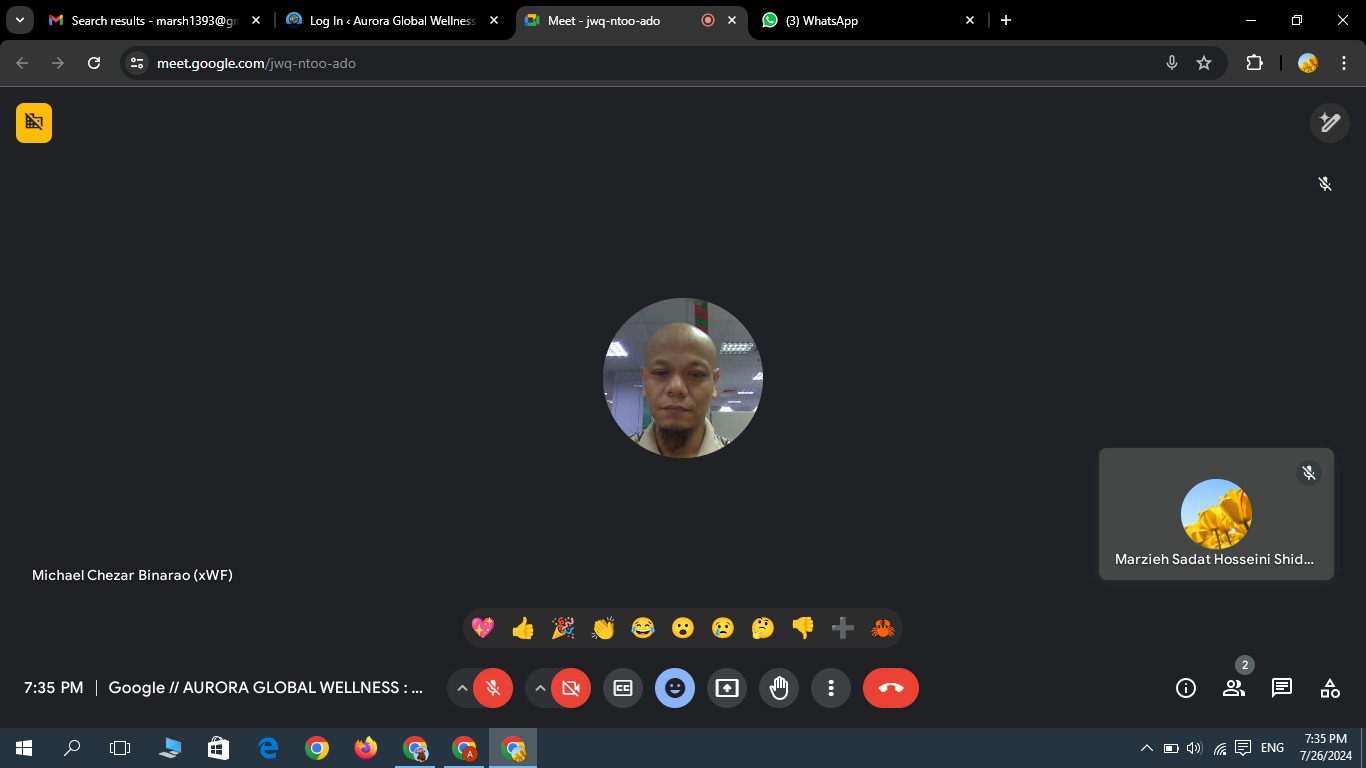 Search results - marsh1393@gm
Log In ‹ Aurora Global Wellness
Meet - jwq-ntoo-ado
(3) WhatsApp
meet.google.com/jwq-ntoo-ado
Marzieh Sadat Hosseini Shid...
Michael Chezar Binarao (xWF)
2
7:35 PM | Google // AURORA GLOBAL WELLNESS : ...
CC
A
ENG
7:35 PM
7/26/2024